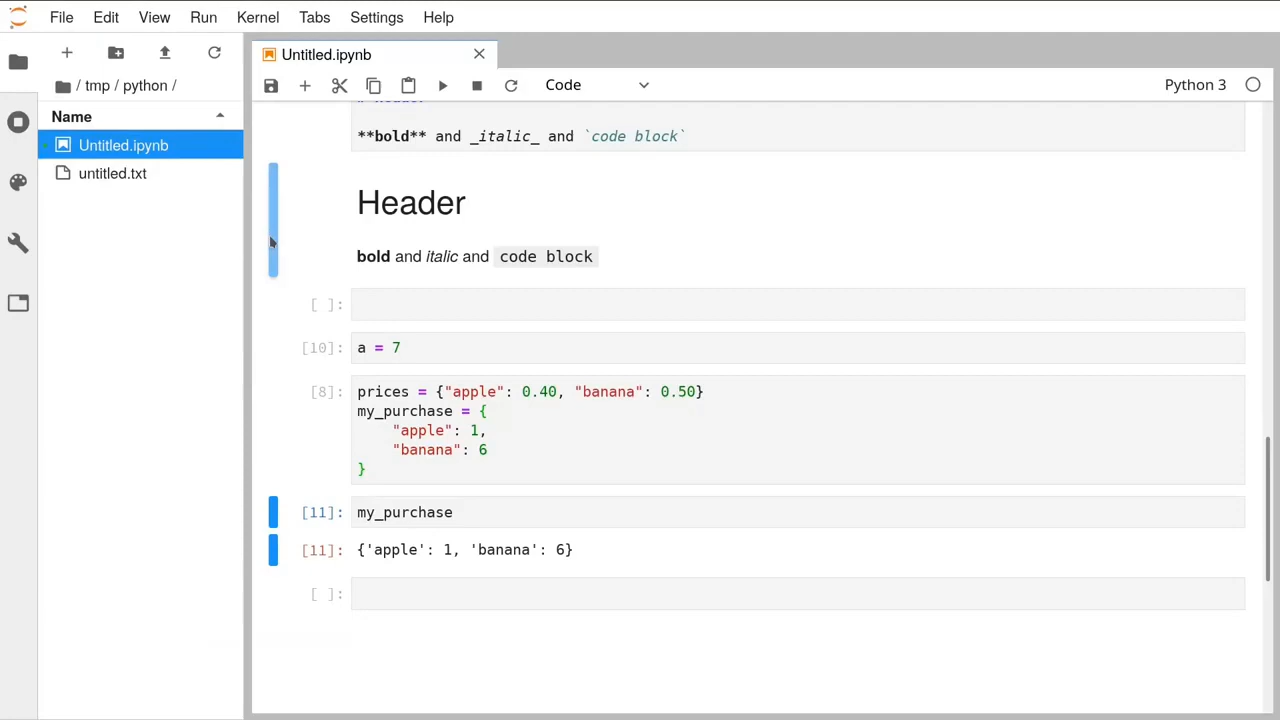 File Edit View Run Kernel Tabs Settings Help
Untitled.ipynb
Code
Python 3
/ tmp / python /
Name
Untitled.ipynb
untitled.txt
**bold** and _italic_ and `code block`
Header
bold and italic and code block
[ ]:
[10]: a = 7
[8]: prices = {"apple": 0.40, "banana": 0.50}
my_purchase = {
"apple": 1,
"banana": 6
}
[11]: my_purchase
[11]: {'apple': 1, 'banana': 6}
[ ]: